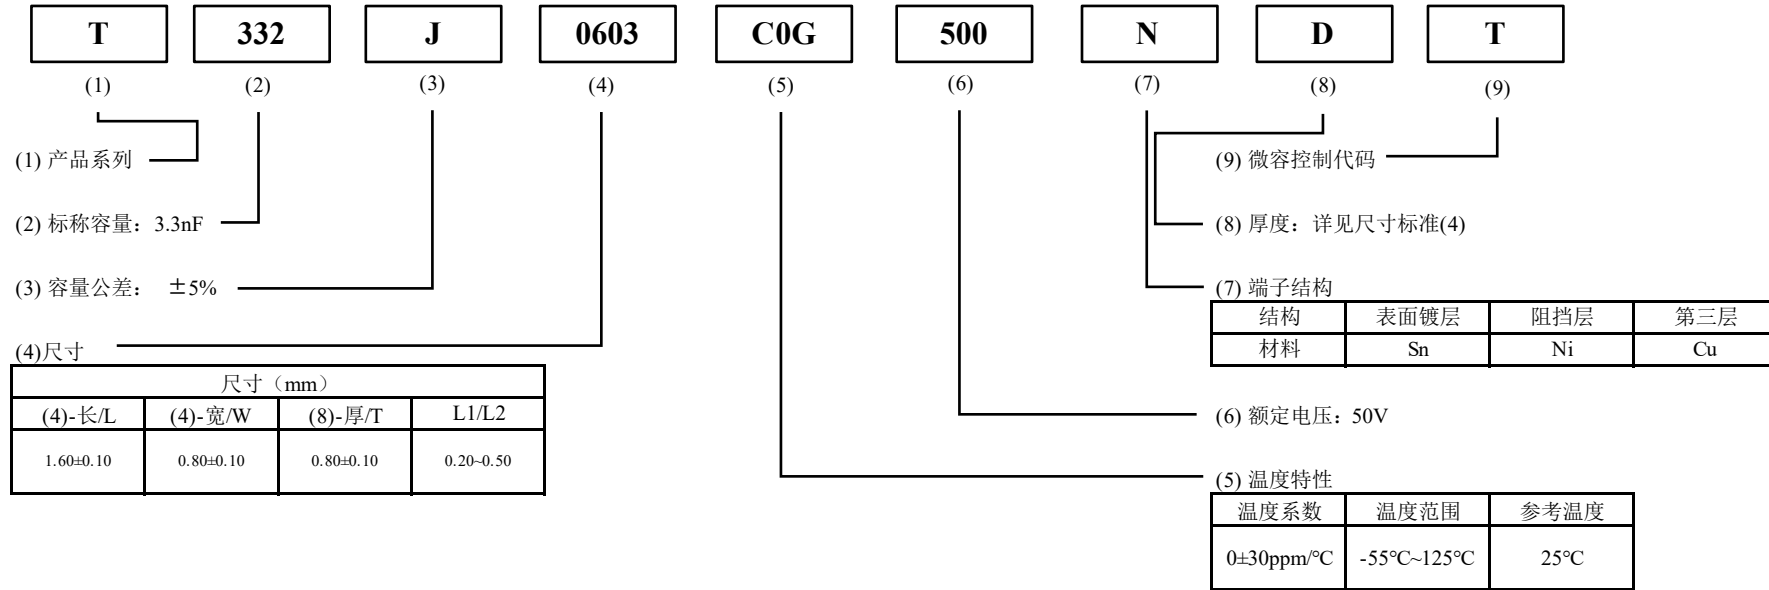 T 332 J 0603 C0G 500 N D T
(1) (2) (3) (4) (5) (6) (7) (8) (9)
(1) 产品系列
(2) 标称容量：3.3nF
(3) 容量公差： ±5%
(4)尺寸
尺寸（mm）
(4)-长/L (4)-宽/W (8)-厚/T L1/L2
1.60±0.10 0.80±0.10 0.80±0.10 0.20~0.50
(9) 微容控制代码
(8) 厚度：详见尺寸标准(4)
(7) 端子结构
结构 表面镀层 阻挡层 第三层
材料 Sn Ni Cu
(6) 额定电压：50V
(5) 温度特性
温度系数 温度范围 参考温度
0±30ppm/℃ -55℃~125℃ 25℃